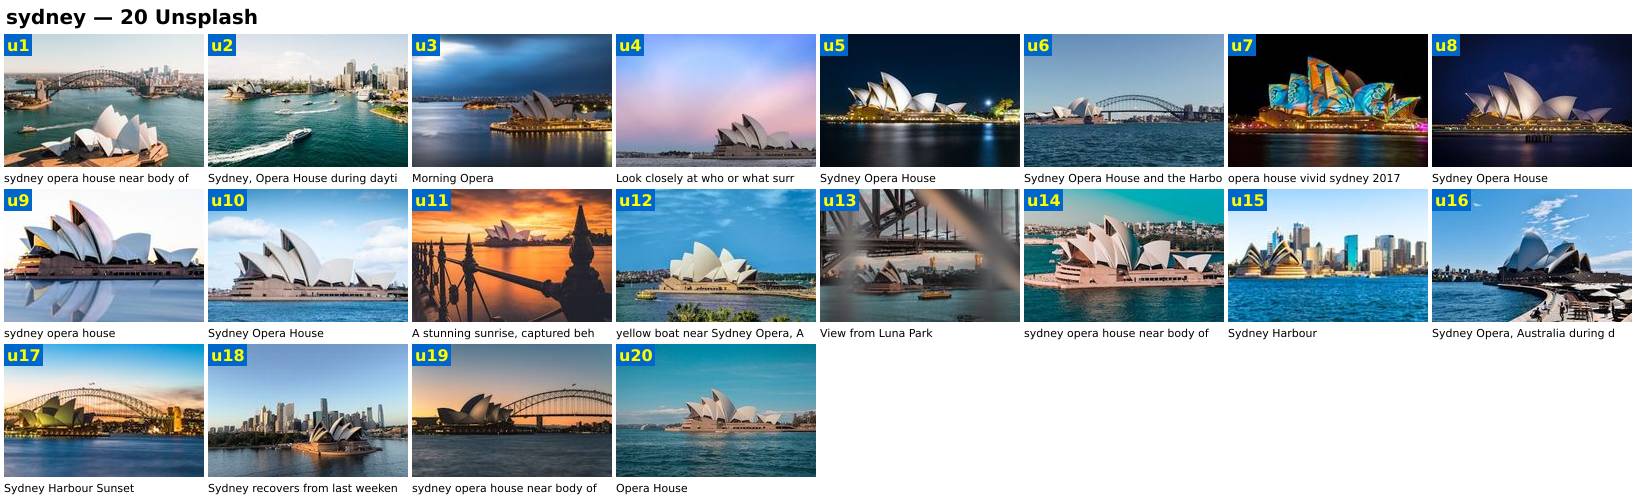 sydney — 20 Unsplash
u1 u2 u3 u4 u5 u6 u7 u8
sydney opera house near body of
Sydney, Opera House during dayti
Morning Opera
Look closely at who or what surr
Sydney Opera House
Sydney Opera House and the Harbo
opera house vivid sydney 2017
Sydney Opera House
u9 u10 u11 u12 u13 u14 u15 u16
sydney opera house
Sydney Opera House
A stunning sunrise, captured beh
yellow boat near Sydney Opera, A
View from Luna Park
sydney opera house near body of
Sydney Harbour
Sydney Opera, Australia during d
u17 u18 u19 u20
Sydney Harbour Sunset
Sydney recovers from last weeken
sydney opera house near body of
Opera House